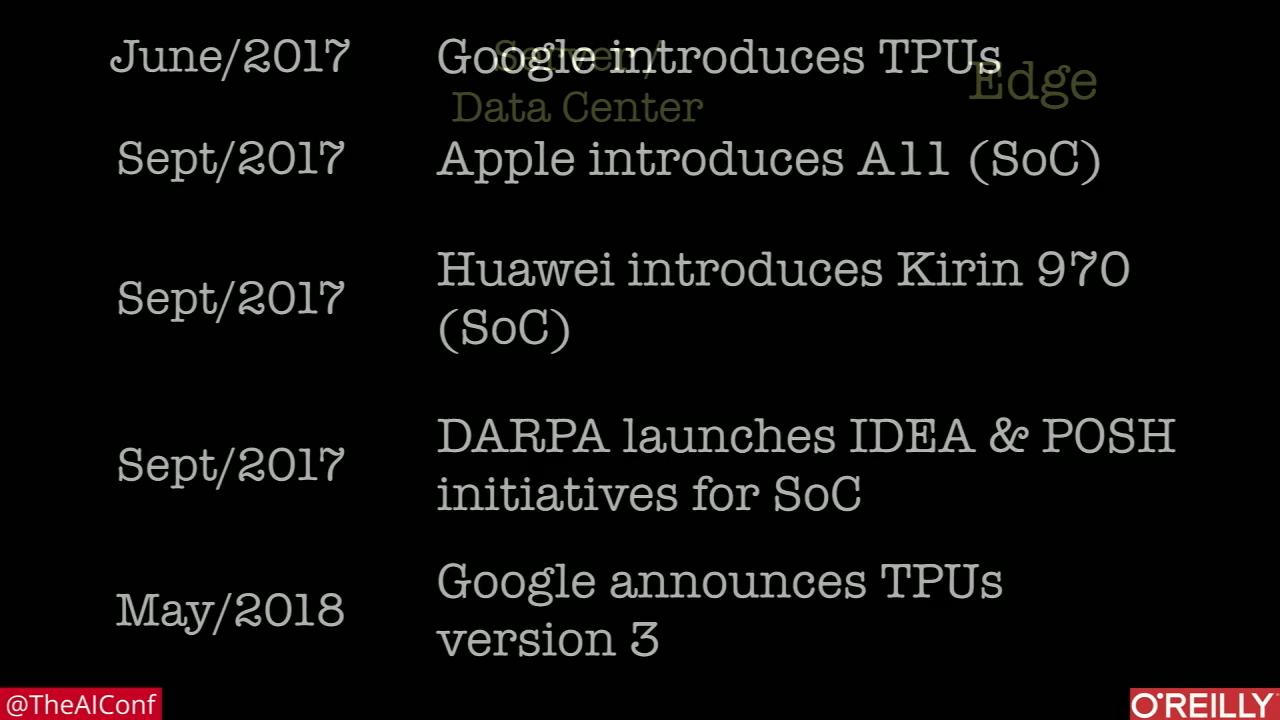 June/2017 Google introduces TPUs
Server/
Data Center
Edge
Sept/2017 Apple introduces A11 (SoC)
Sept/2017 Huawei introduces Kirin 970
(SoC)
Sept/2017 DARPA launches IDEA & POSH
initiatives for SoC
May/2018 Google announces TPUs
version 3
@TheAIConf
O'REILLY